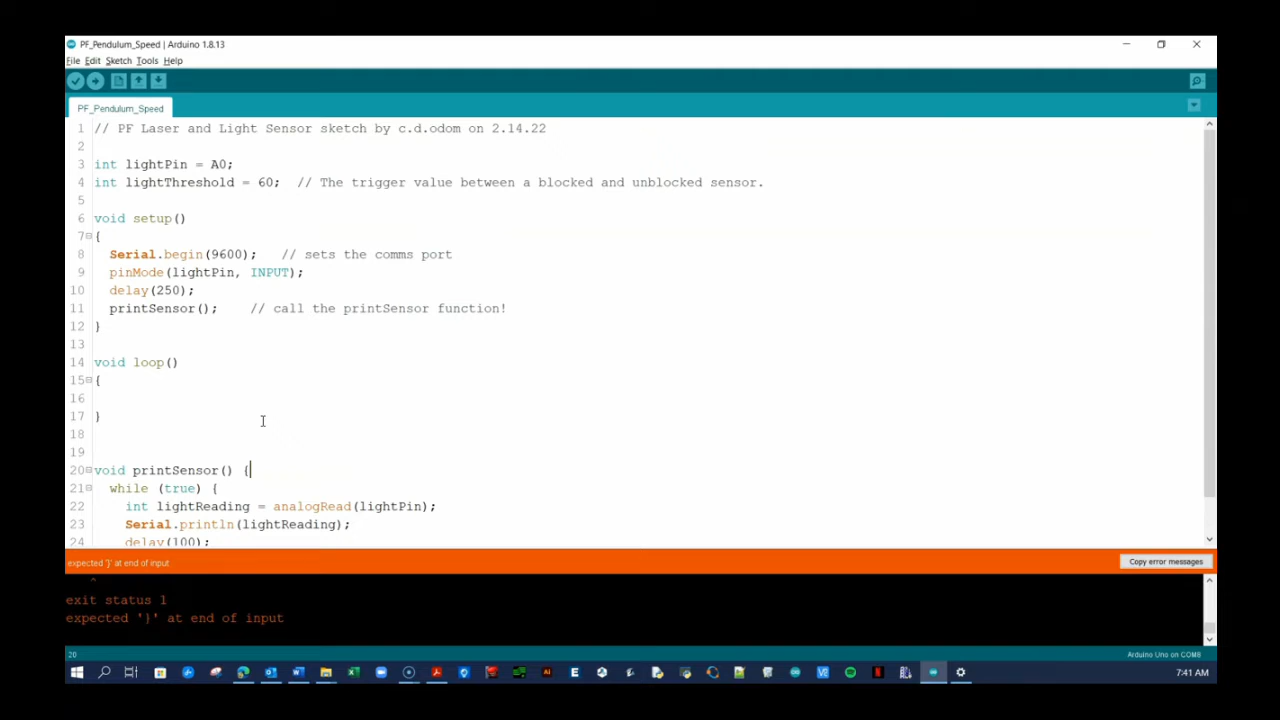 PF_Pendulum_Speed | Arduino 1.8.13
File Edit Sketch Tools Help
PF_Pendulum_Speed
1 // PF Laser and Light Sensor sketch by c.d.odom on 2.14.22
2
3 int lightPin = A0;
4 int lightThreshold = 60; // The trigger value between a blocked and unblocked sensor.
5
6 void setup()
7 {
8 Serial.begin(9600); // sets the comms port
9 pinMode(lightPin, INPUT);
10 delay(250);
11 printSensor(); // call the printSensor function!
12 }
13
14 void loop()
15 {
16
17 }
18
19
20 void printSensor() {
21 while (true) {
22 int lightReading = analogRead(lightPin);
23 Serial.println(lightReading);
24 delay(100);
expected '}' at end of input
Copy error messages
^
exit status 1
expected '}' at end of input
20
Arduino Uno on COM8
7:41 AM